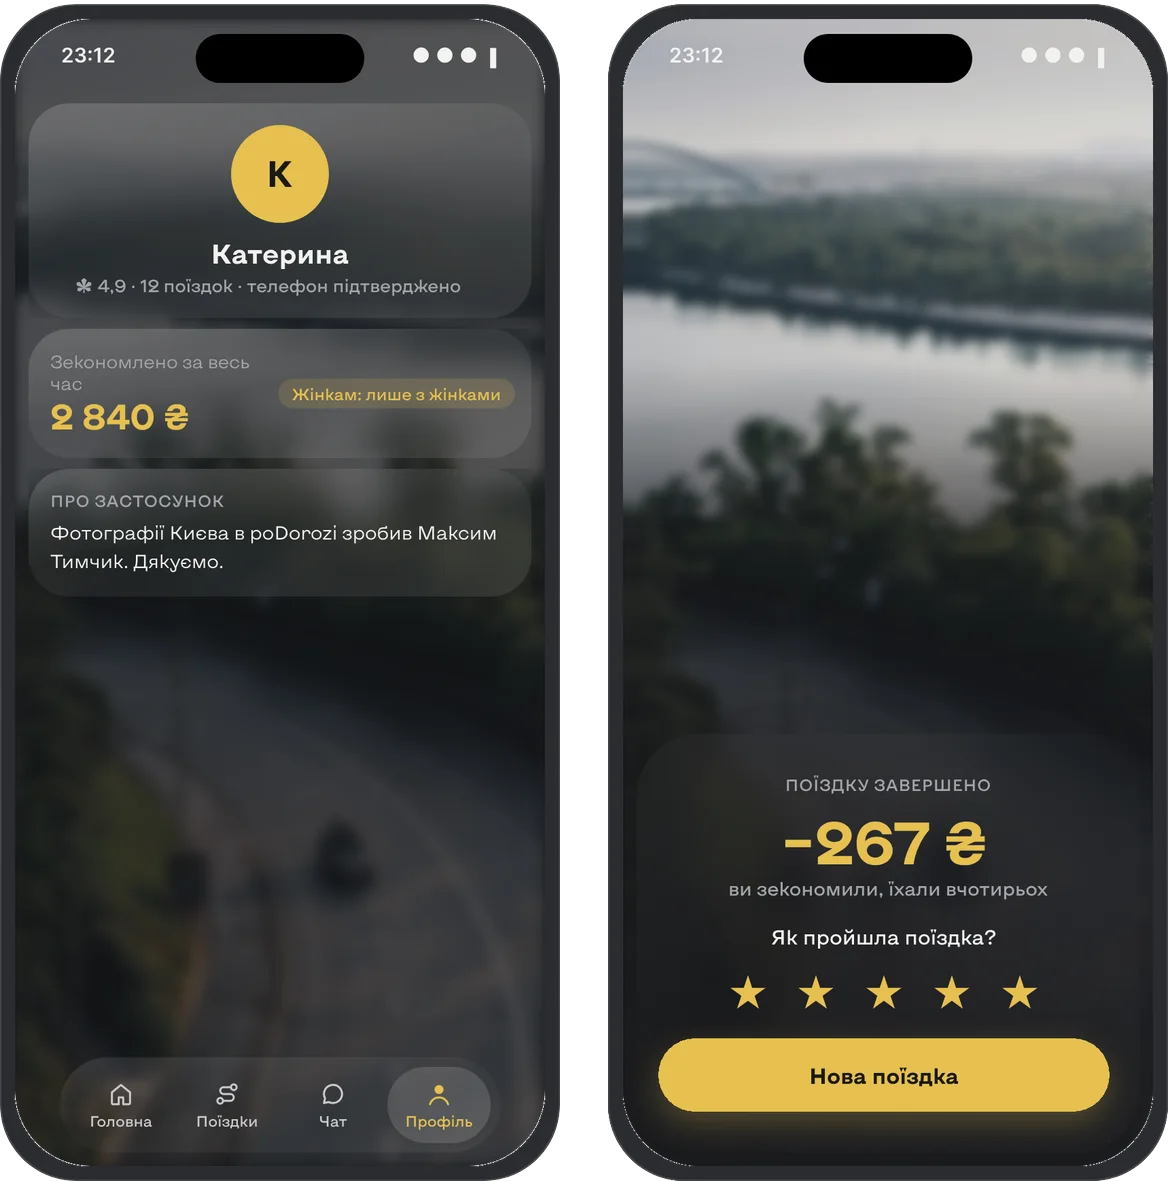 23:12
К
Катерина
✽ 4,9 · 12 поїздок · телефон підтверджено
Зекономлено за весь
час
2 840 ₴
Жінкам: лише з жінками
ПРО ЗАСТОСУНОК
Фотографії Києва в poDorozi зробив Максим
Тимчик. Дякуємо.
Головна
Поїздки
Чат
Профіль
23:12
ПОЇЗДКУ ЗАВЕРШЕНО
−267 ₴
ви зекономили, їхали вчотирьох
Як пройшла поїздка?
★ ★ ★ ★ ★
Нова поїздка